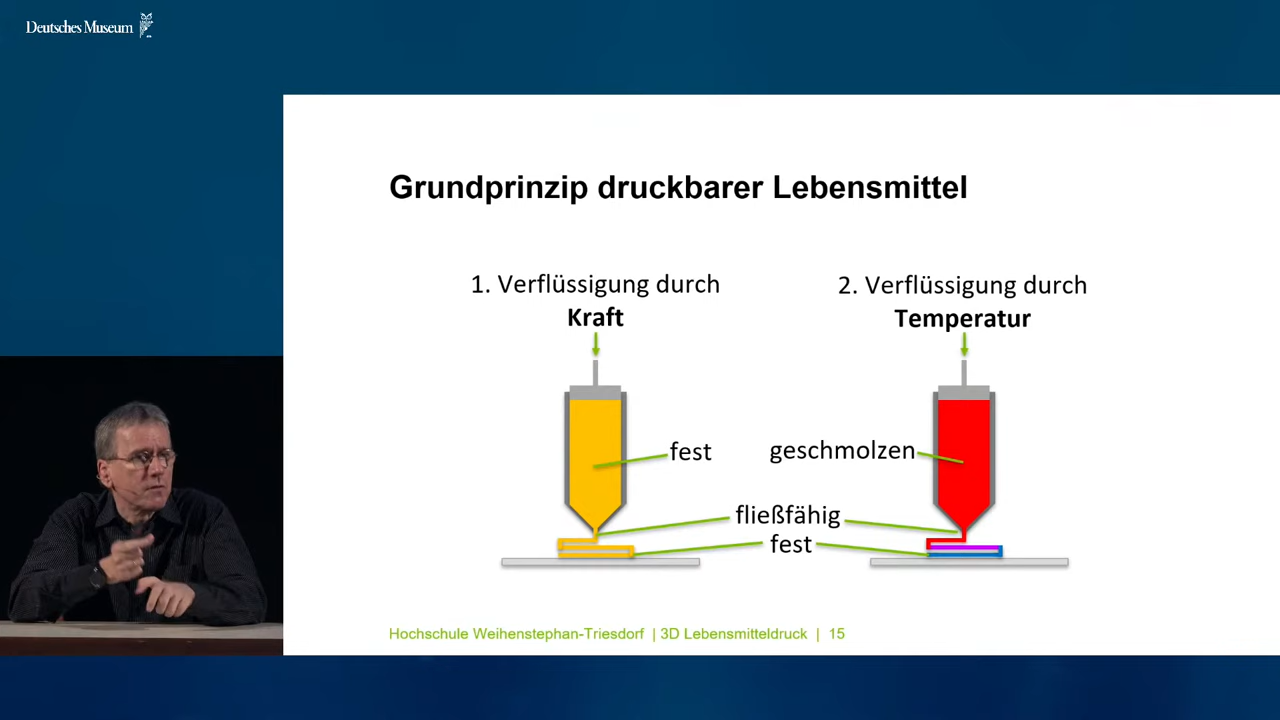 Deutsches Museum
Grundprinzip druckbarer Lebensmittel
1. Verflüssigung durch
Kraft
2. Verflüssigung durch
Temperatur
fest
geschmolzen
fließfähig
fest
Hochschule Weihenstephan-Triesdorf | 3D Lebensmitteldruck | 15